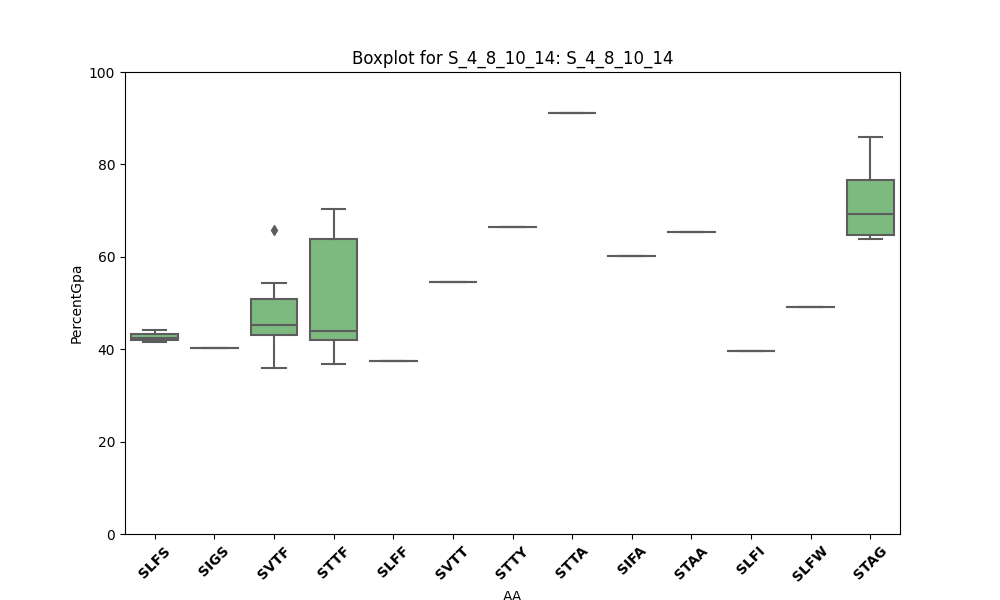 Boxplot for S_4_8_10_14: S_4_8_10_14
PercentGpa
100
80
60
40
20
0
SLFS SIGS SVTF STTF SLFF SVTT STTY STTA SIFA STAA SLFI SLFW STAG
AA